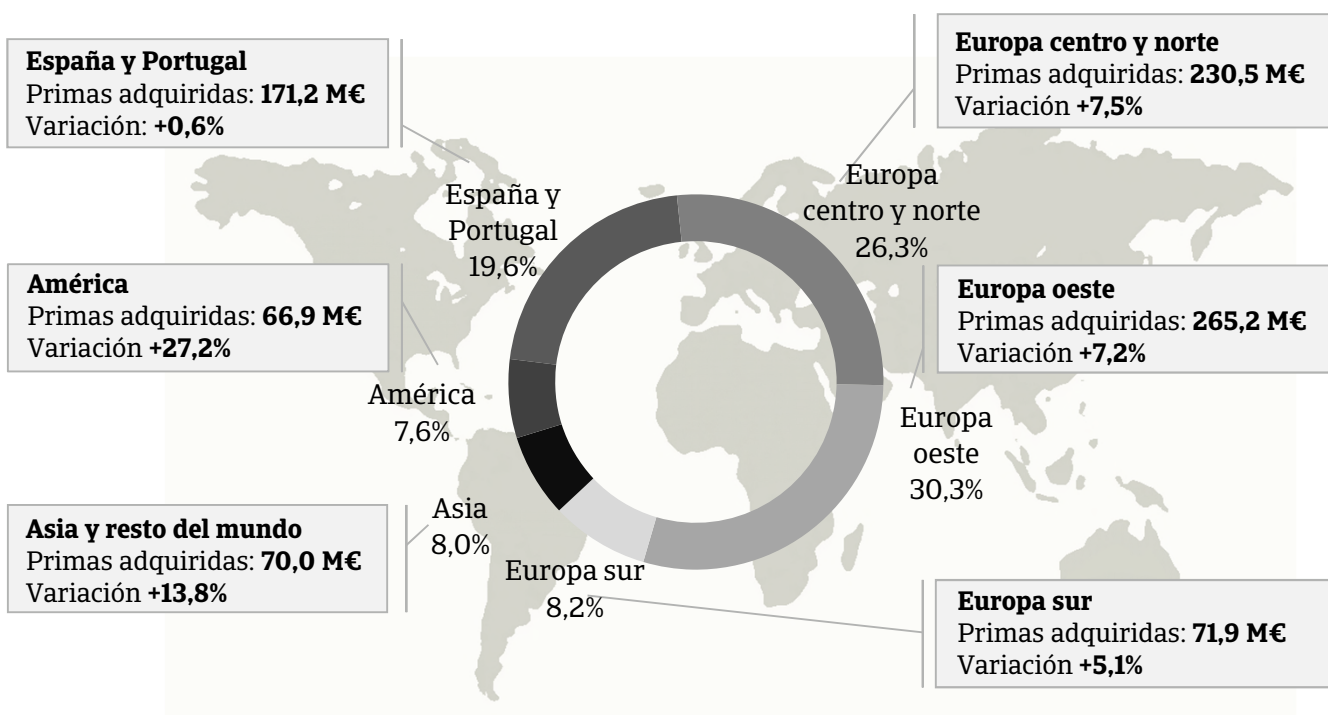 España y Portugal
Primas adquiridas: 171,2 M€
Variación: +0,6%
Europa centro y norte
Primas adquiridas: 230,5 M€
Variación +7,5%
España y
Portugal
19,6%
Europa
centro y norte
26,3%
América
Primas adquiridas: 66,9 M€
Variación +27,2%
Europa oeste
Primas adquiridas: 265,2 M€
Variación +7,2%
América
7,6%
Europa
oeste
30,3%
Asia y resto del mundo
Primas adquiridas: 70,0 M€
Variación +13,8%
Asia
8,0%
Europa sur
8,2%
Europa sur
Primas adquiridas: 71,9 M€
Variación +5,1%